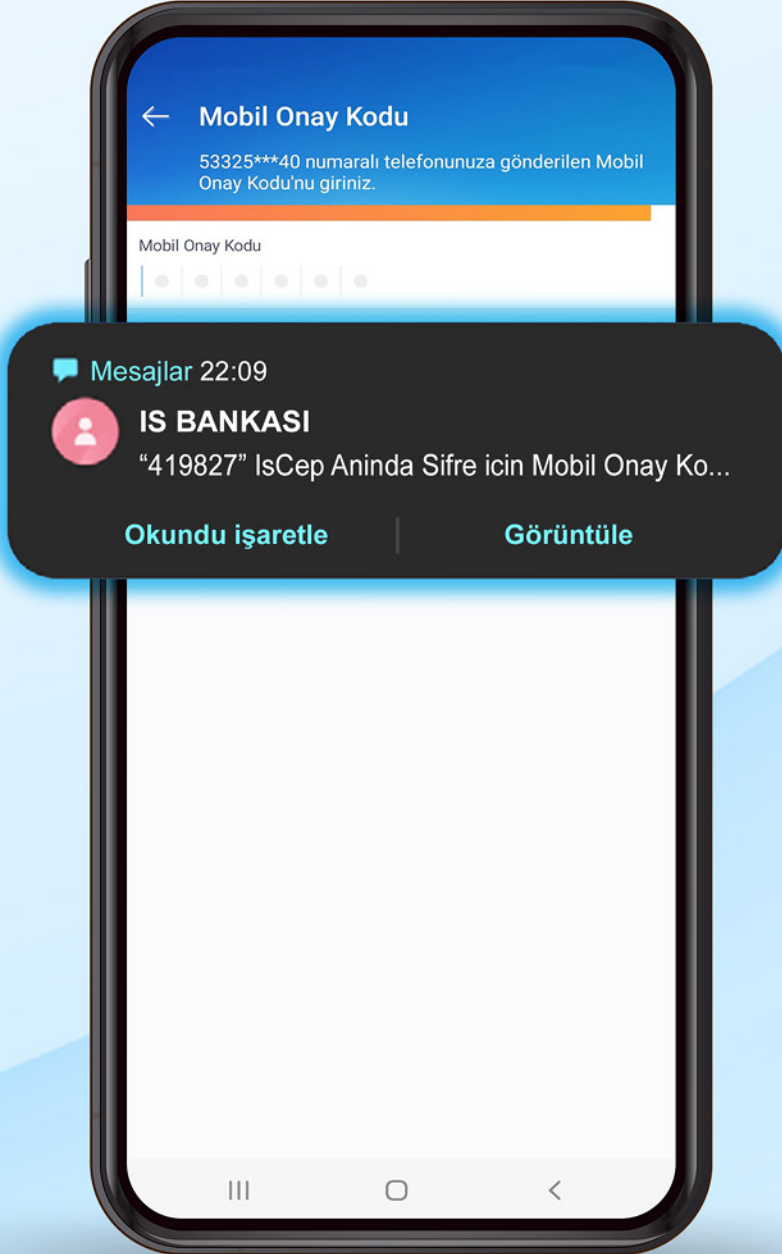 Mobil Onay Kodu
53325***40 numaralı telefonunuza gönderilen Mobil
Onay Kodu'nu giriniz.
Mobil Onay Kodu
Mesajlar 22:09
IS BANKASI
“419827” IsCep Aninda Sifre icin Mobil Onay Ko...
Okundu işaretle
Görüntüle